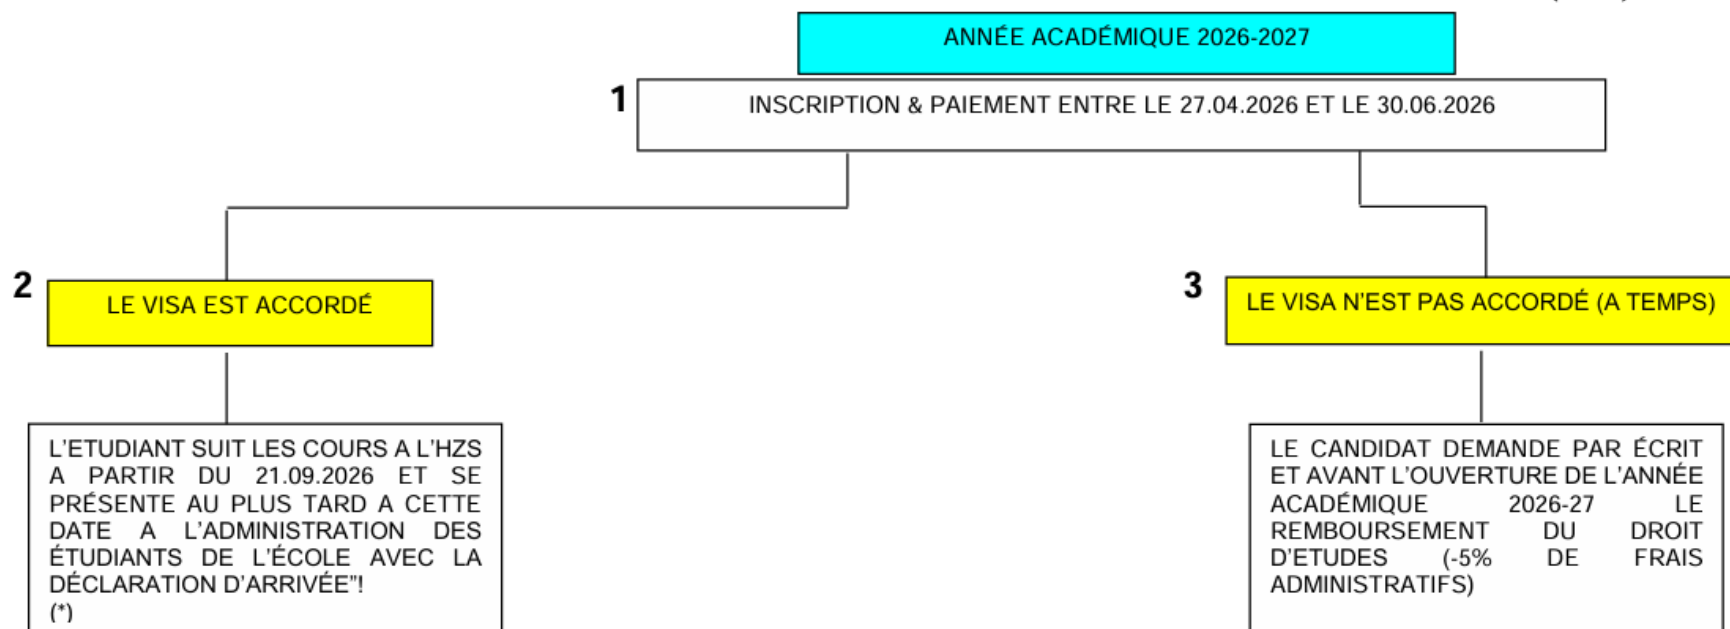 ANNÉE ACADÉMIQUE 2026-2027
1
INSCRIPTION & PAIEMENT ENTRE LE 27.04.2026 ET LE 30.06.2026
2
LE VISA EST ACCORDÉ
3
LE VISA N'EST PAS ACCORDÉ (A TEMPS)
L'ETUDIANT SUIT LES COURS A L'HZS
A PARTIR DU 21.09.2026 ET SE
PRÉSENTE AU PLUS TARD A CETTE
DATE A L'ADMINISTRATION DES
ÉTUDIANTS DE L'ÉCOLE AVEC LA
DÉCLARATION D'ARRIVÉE"!
(*)
LE CANDIDAT DEMANDE PAR ÉCRIT
ET AVANT L'OUVERTURE DE L'ANNÉE
ACADÉMIQUE 2026-27 LE
REMBOURSEMENT DU DROIT
D'ETUDES (-5% DE FRAIS
ADMINISTRATIFS)